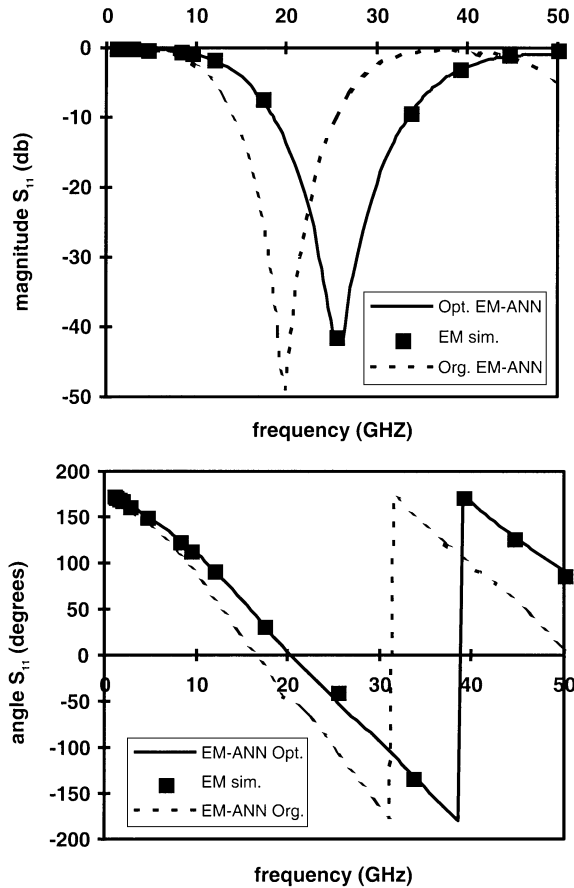 0 10 20 30 40 50
0
-10
-20
-30
-40
-50
magnitude S11 (db)
Opt. EM-ANN
EM sim.
Org. EM-ANN
frequency (GHZ)
200
150
100
50
0
-50
-100
-150
-200
0 10 20 30 40 50
angle S11 (degrees)
EM-ANN Opt.
EM sim.
EM-ANN Org.
frequency (GHz)